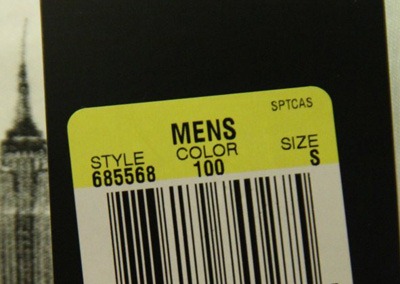 SPTCAS
MENS
STYLE COLOR SIZE
685568 100 S